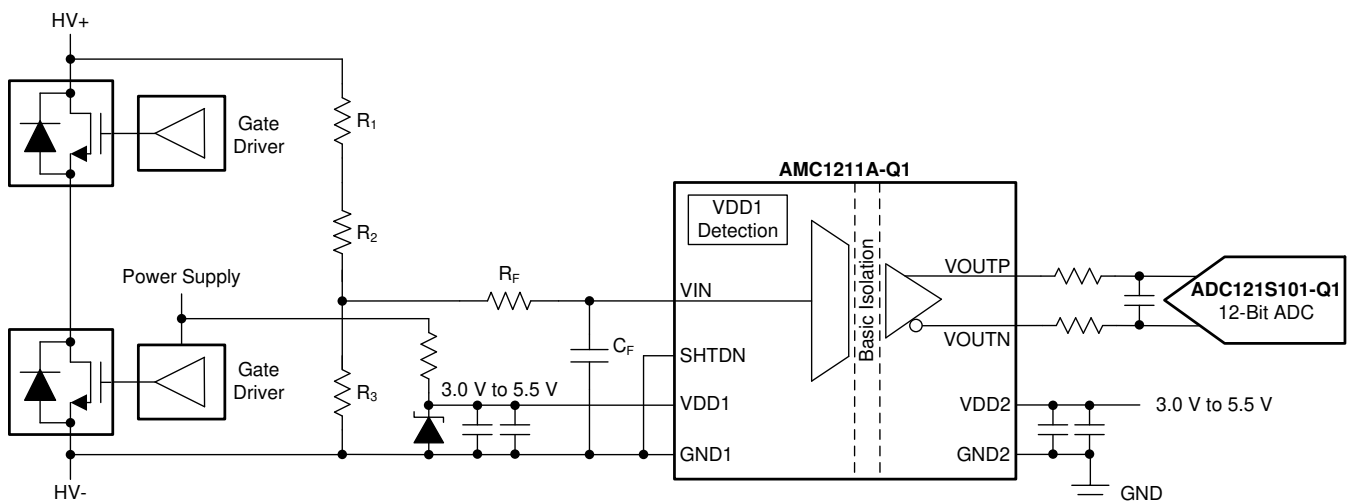 HV+
Gate
Driver
R1
R2
Power Supply
Gate
Driver
R3
RF
CF
3.0 V to 5.5 V
AMC1211A-Q1
VDD1
Detection
Basic Isolation
VIN
SHTDN
VDD1
GND1
VOUTP
VOUTN
VDD2
GND2
ADC121S101-Q1
12-Bit ADC
3.0 V to 5.5 V
GND
HV-